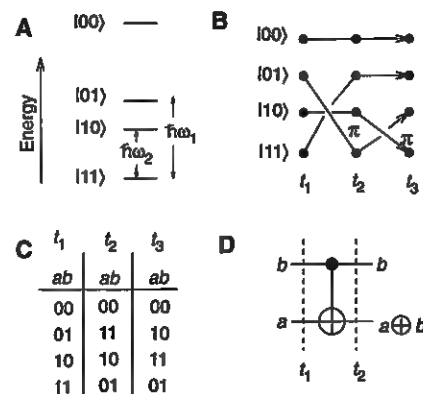 A
|00⟩
|01⟩
|10⟩
|11⟩
Energy
ħω₁
ħω₂
B
|00⟩
|01⟩
|10⟩
|11⟩
π
π
t₁ t₂ t₃
C
t₁ t₂ t₃
ab ab ab
00 00 00
01 11 10
10 10 11
11 01 01
D
b b
a a⊕b
t₁ t₂